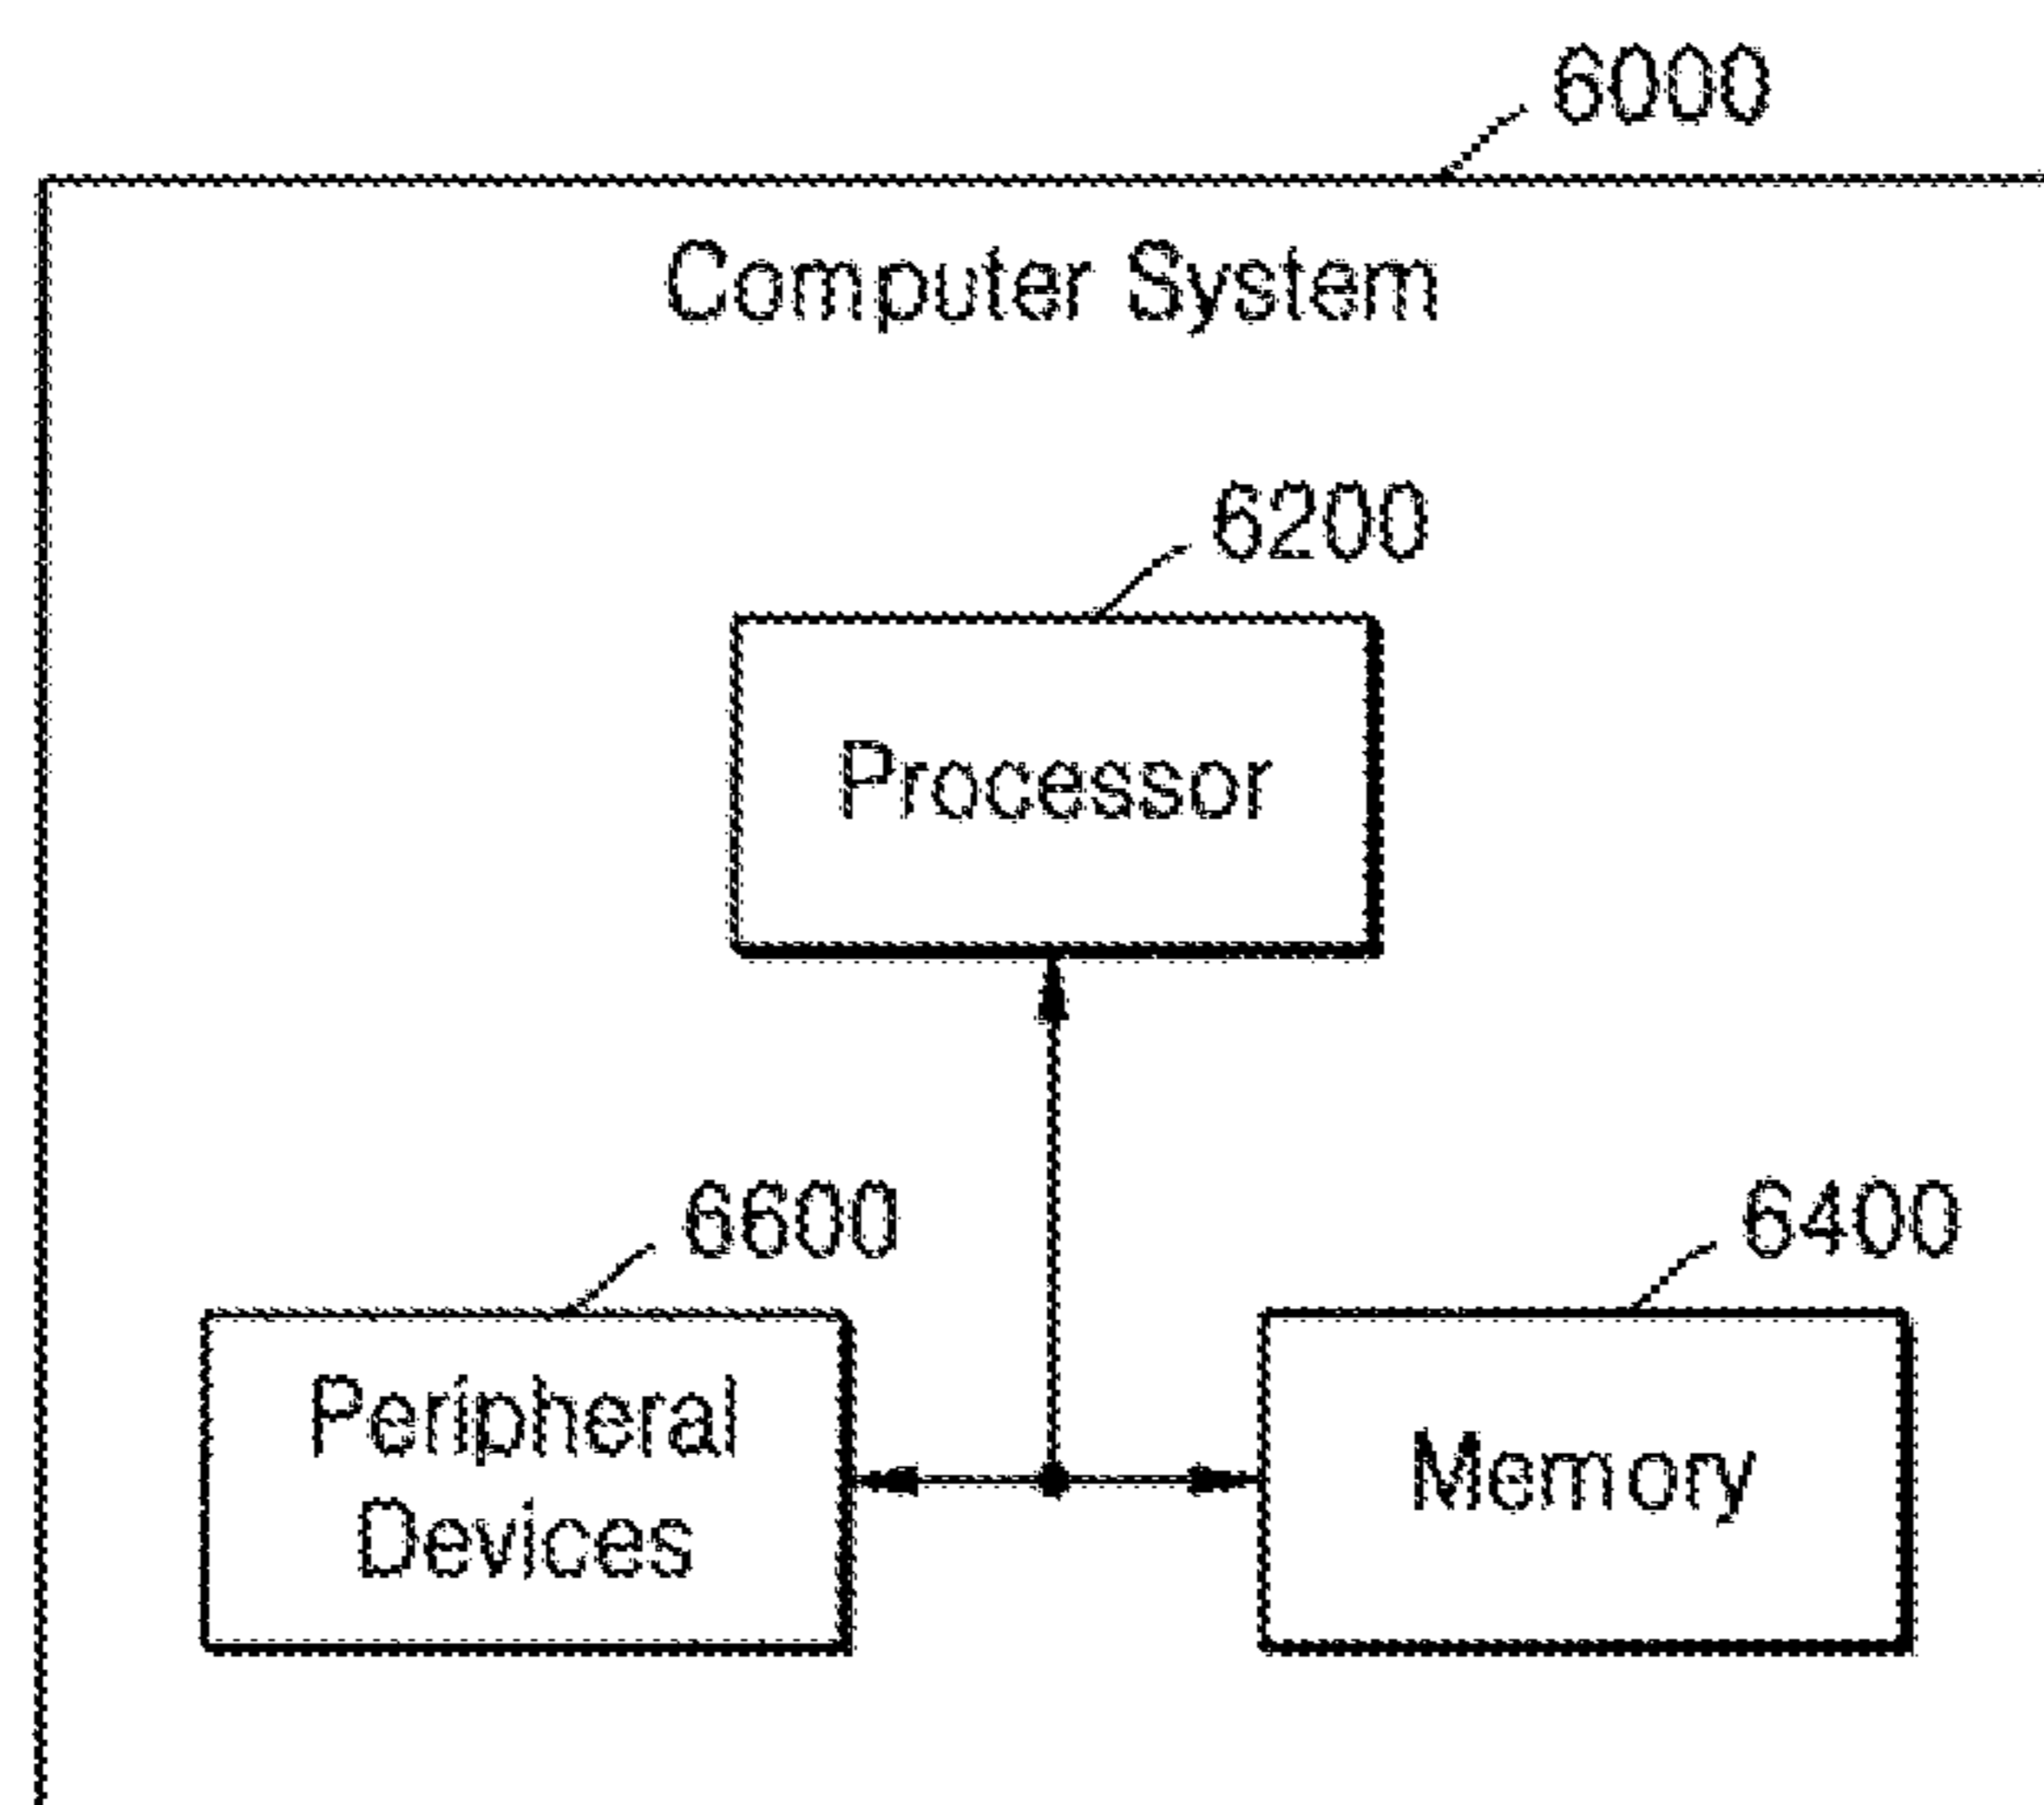 6000
Computer System
6200
Processor
6600
6400
Peripheral
Devices
Memory